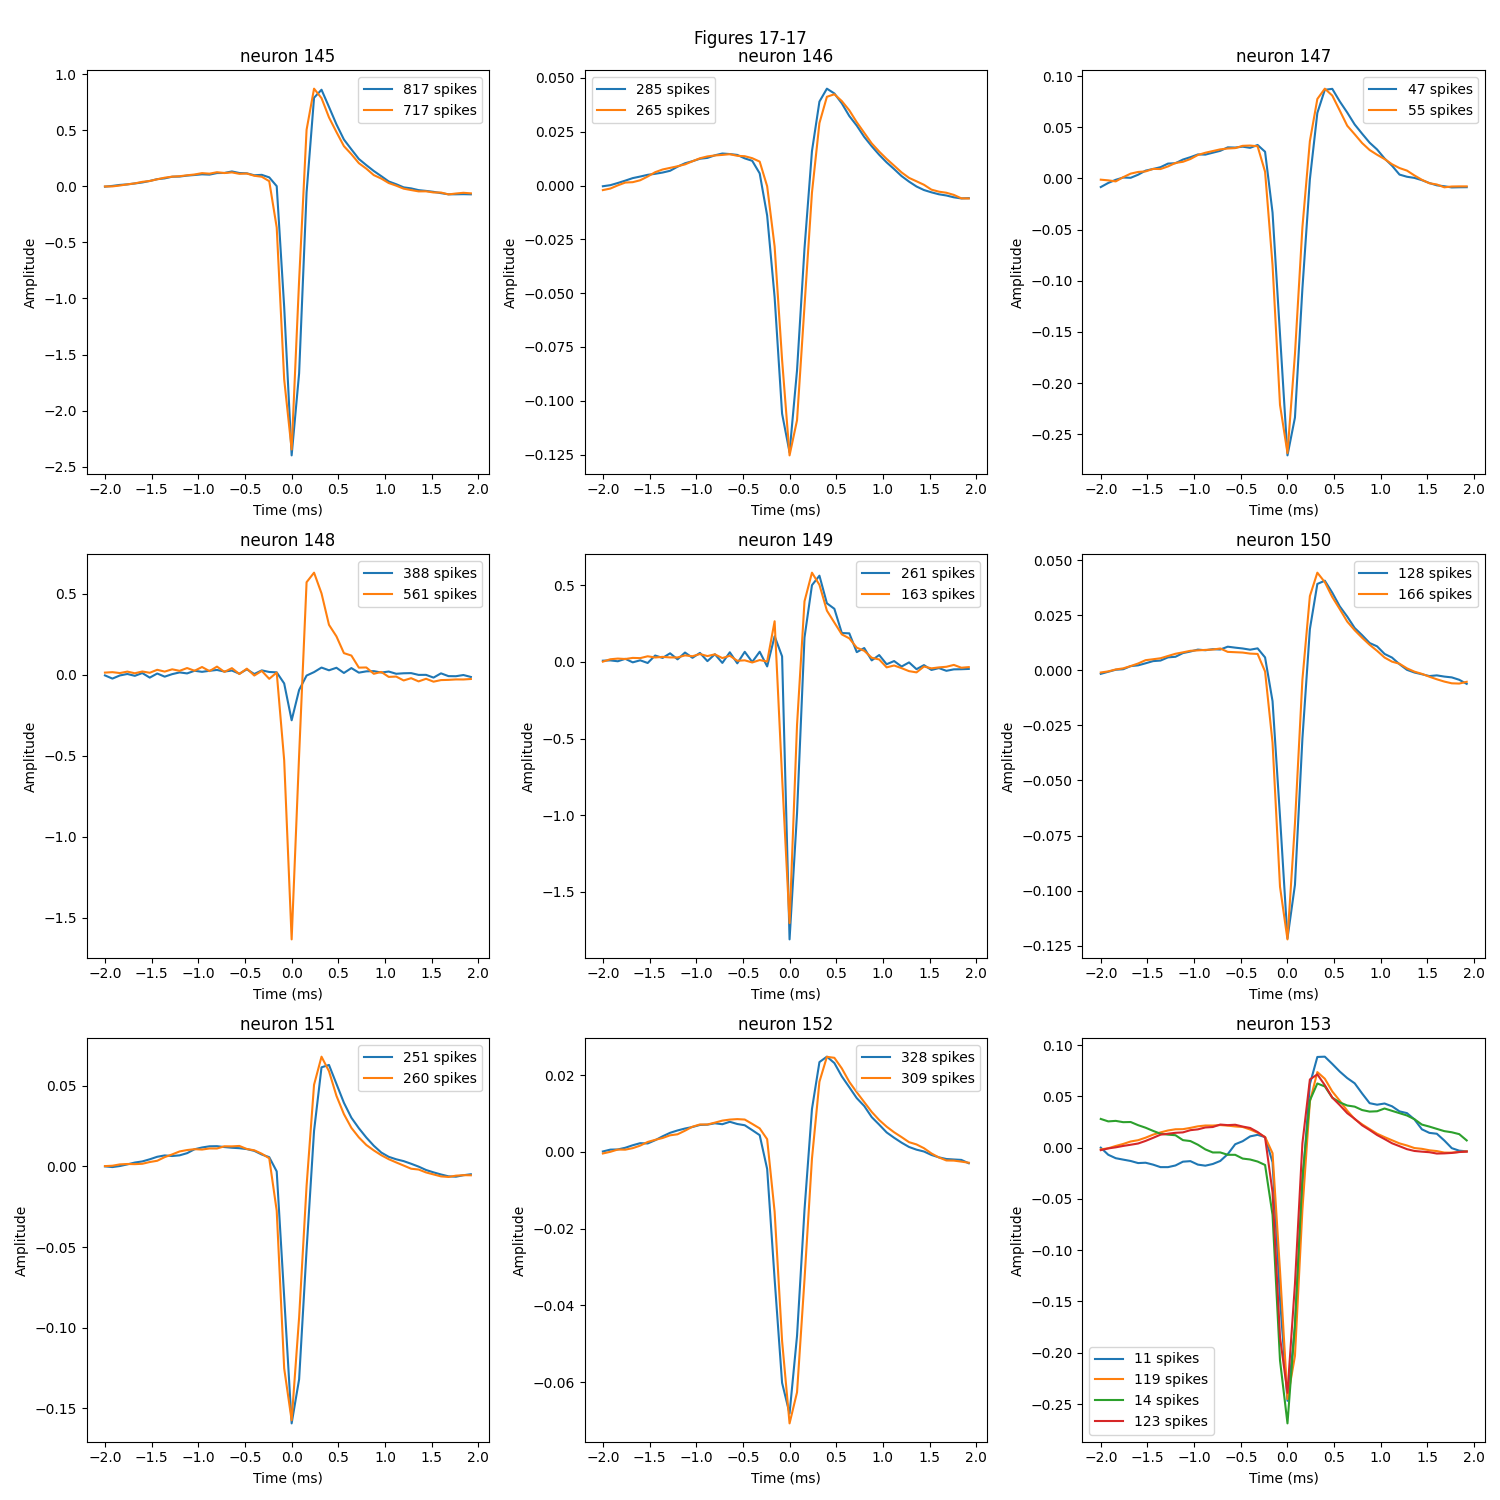 Figures 17-17
neuron 145
817 spikes
717 spikes
1.0
0.5
0.0
−0.5
−1.0
−1.5
−2.0
−2.5
Amplitude
−2.0 −1.5 −1.0 −0.5 0.0 0.5 1.0 1.5 2.0
Time (ms)
neuron 146
285 spikes
265 spikes
0.050
0.025
0.000
−0.025
−0.050
−0.075
−0.100
−0.125
Amplitude
−2.0 −1.5 −1.0 −0.5 0.0 0.5 1.0 1.5 2.0
Time (ms)
neuron 147
47 spikes
55 spikes
0.10
0.05
0.00
−0.05
−0.10
−0.15
−0.20
−0.25
Amplitude
−2.0 −1.5 −1.0 −0.5 0.0 0.5 1.0 1.5 2.0
Time (ms)
neuron 148
388 spikes
561 spikes
0.5
0.0
−0.5
−1.0
−1.5
Amplitude
−2.0 −1.5 −1.0 −0.5 0.0 0.5 1.0 1.5 2.0
Time (ms)
neuron 149
261 spikes
163 spikes
0.5
0.0
−0.5
−1.0
−1.5
Amplitude
−2.0 −1.5 −1.0 −0.5 0.0 0.5 1.0 1.5 2.0
Time (ms)
neuron 150
128 spikes
166 spikes
0.050
0.025
0.000
−0.025
−0.050
−0.075
−0.100
−0.125
Amplitude
−2.0 −1.5 −1.0 −0.5 0.0 0.5 1.0 1.5 2.0
Time (ms)
neuron 151
251 spikes
260 spikes
0.05
0.00
−0.05
−0.10
−0.15
Amplitude
−2.0 −1.5 −1.0 −0.5 0.0 0.5 1.0 1.5 2.0
Time (ms)
neuron 152
328 spikes
309 spikes
0.02
0.00
−0.02
−0.04
−0.06
Amplitude
−2.0 −1.5 −1.0 −0.5 0.0 0.5 1.0 1.5 2.0
Time (ms)
neuron 153
0.10
0.05
0.00
−0.05
−0.10
−0.15
−0.20
−0.25
Amplitude
11 spikes
119 spikes
14 spikes
123 spikes
−2.0 −1.5 −1.0 −0.5 0.0 0.5 1.0 1.5 2.0
Time (ms)